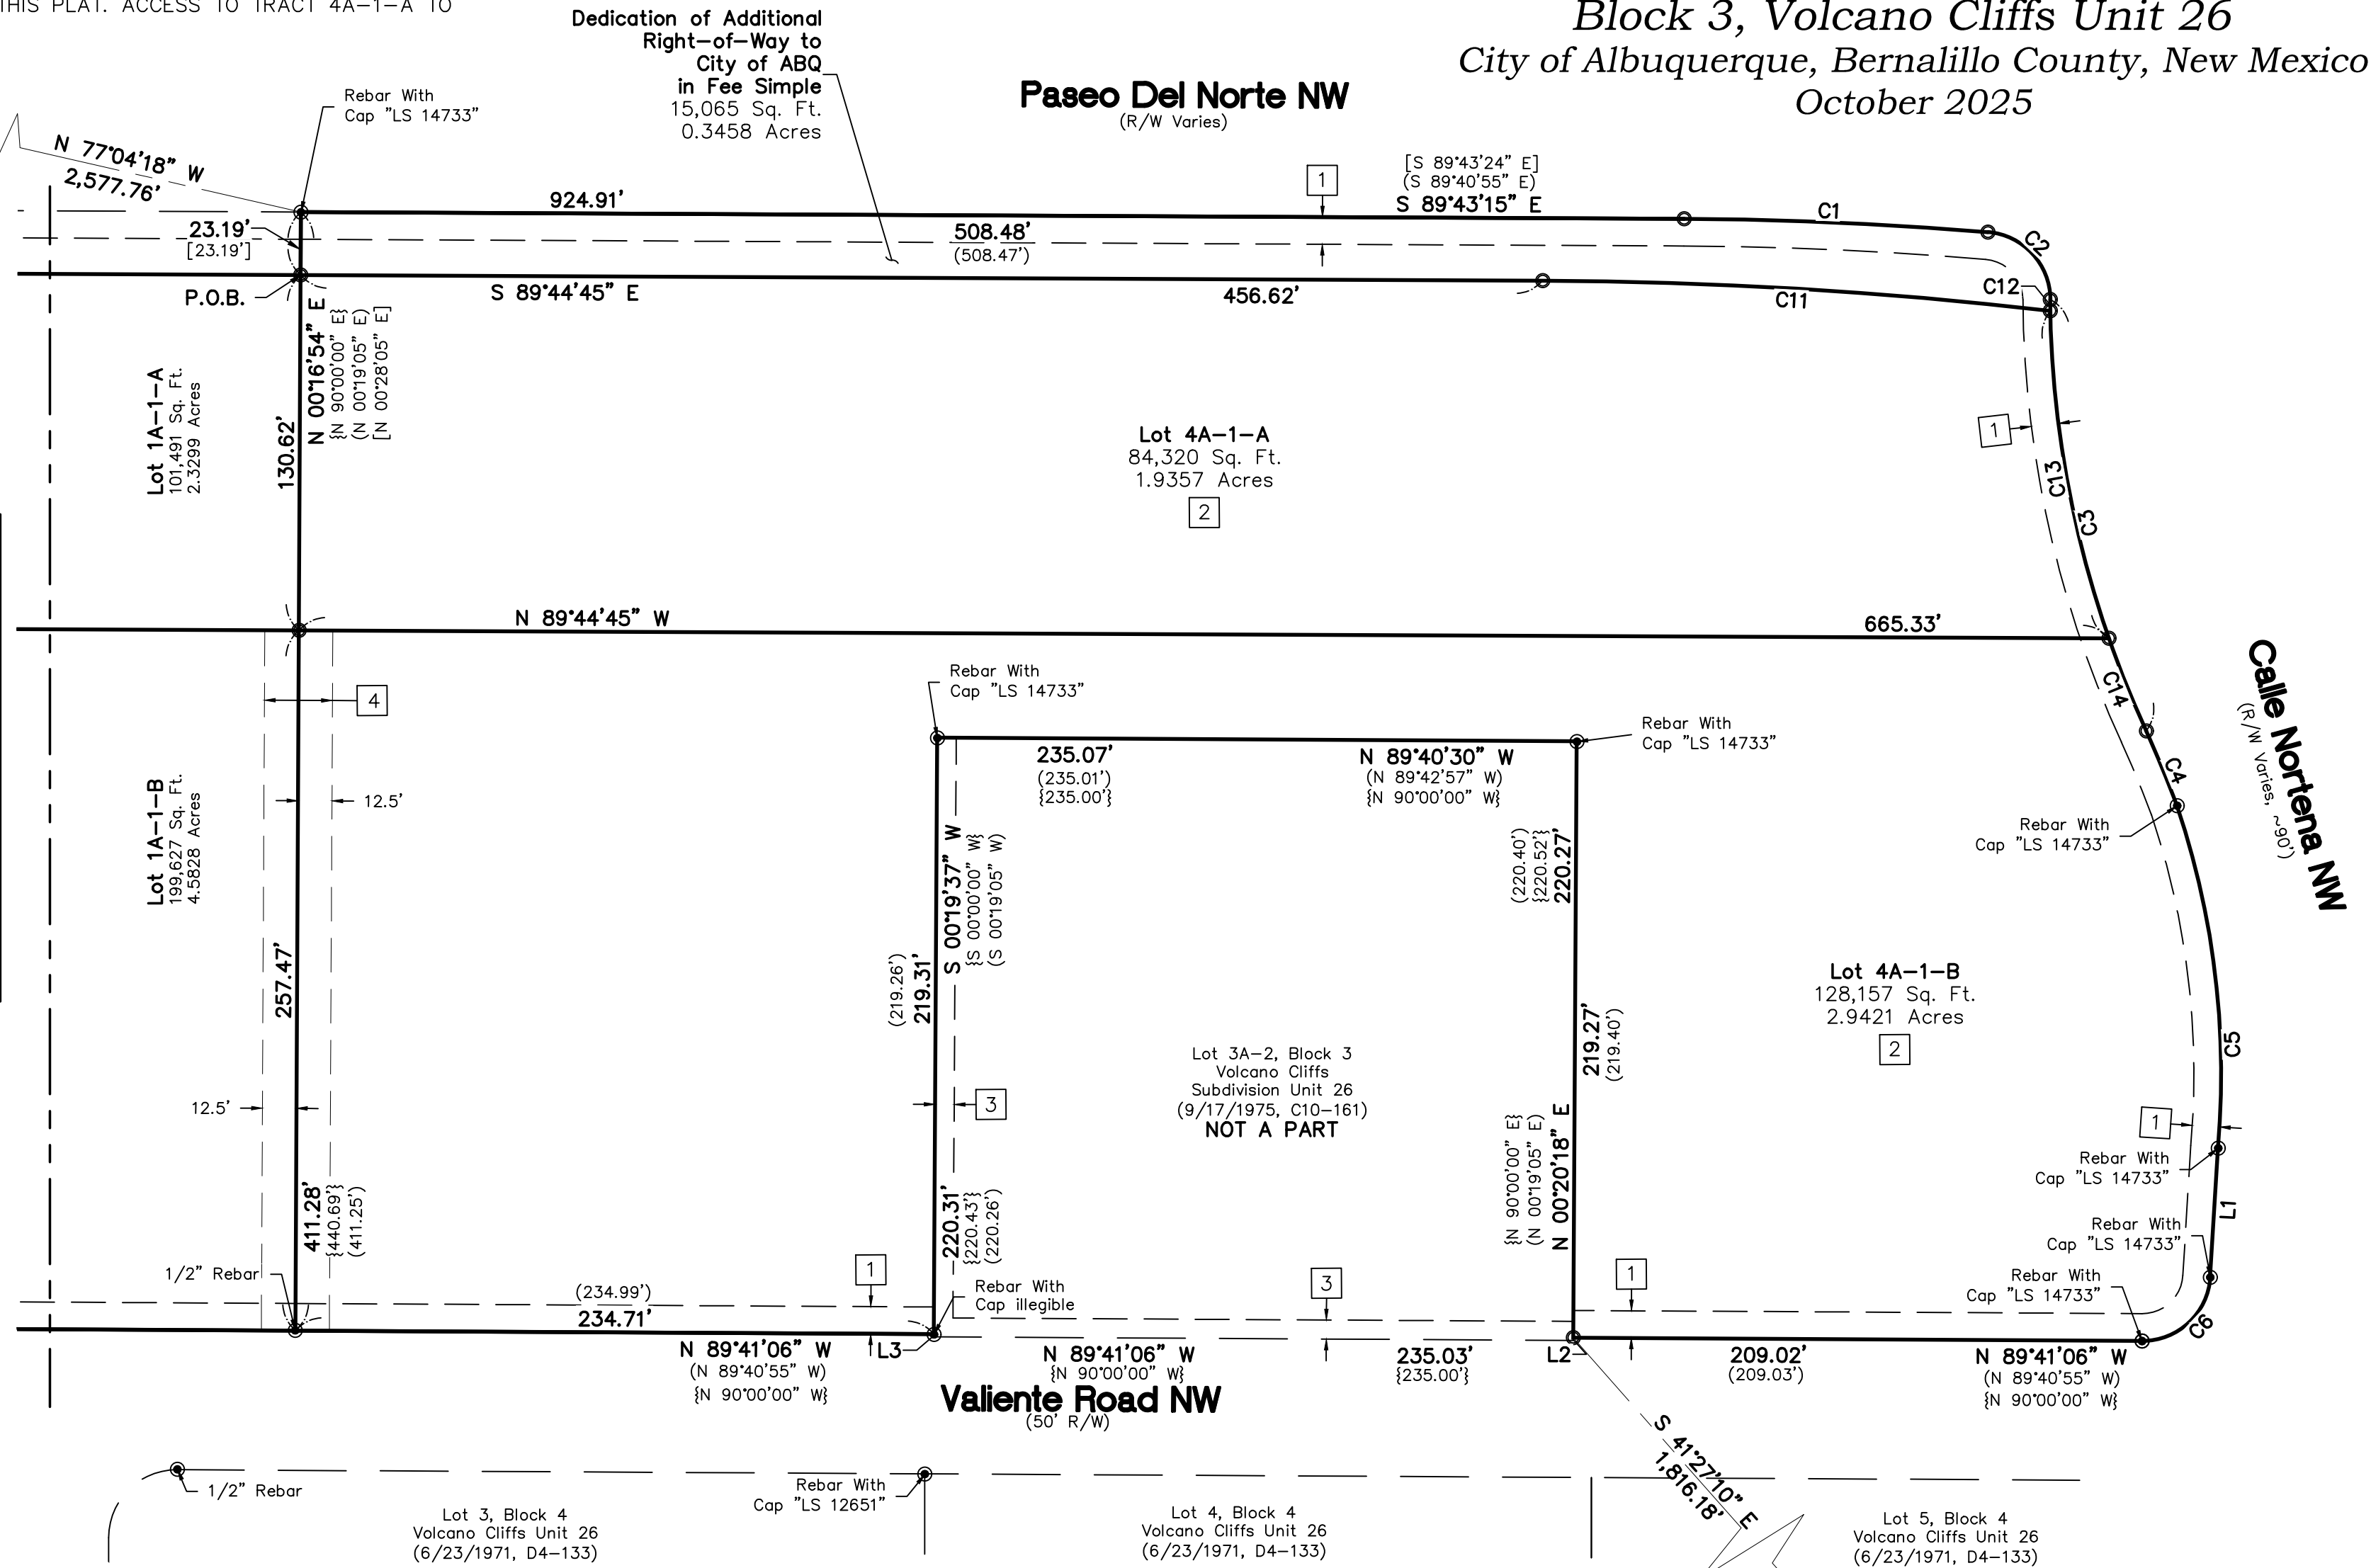 THIS PLAT. ACCESS TO TRACT 4A-1-A TO
Block 3, Volcano Cliffs Unit 26
City of Albuquerque, Bernalillo County, New Mexico
October 2025
Dedication of Additional
Right-of-Way to
City of ABQ
in Fee Simple
15,065 Sq. Ft.
0.3458 Acres
Paseo Del Norte NW
(R/W Varies)
Rebar With
Cap "LS 14733"
N 77°04'18" W
2,577.76'
924.91'
1
[S 89°43'24" E]
(S 89°40'55" E)
S 89°43'15" E
C1
C2
23.19'
[23.19']
508.48'
(508.47')
P.O.B.
S 89°44'45" E
456.62'
C11
C12
N 00°16'54" E
{N 90°00'00" E}
(N 00°19'05" E)
[N 00°28'05" E]
130.62'
Lot 1A-1-A
101,491 Sq. Ft.
2.3299 Acres
Lot 4A-1-A
84,320 Sq. Ft.
1.9357 Acres
2
1
C13
C3
N 89°44'45" W
665.33'
C14
Calle Nortena NW
(R/W Varies, ~90')
4
Rebar With
Cap "LS 14733"
Rebar With
Cap "LS 14733"
235.07'
(235.01')
{235.00'}
N 89°40'30" W
(N 89°42'57" W)
{N 90°00'00" W}
C4
Rebar With
Cap "LS 14733"
Lot 1A-1-B
199,627 Sq. Ft.
4.5828 Acres
12.5'
257.47'
12.5'
S 00°19'37" W
{S 00°00'00" W}
(S 00°19'05" W)
(219.26')
219.31'
(220.40')
{220.52'}
220.27'
219.27'
(219.40')
Lot 4A-1-B
128,157 Sq. Ft.
2.9421 Acres
2
C5
Lot 3A-2, Block 3
Volcano Cliffs
Subdivision Unit 26
(9/17/1975, C10-161)
NOT A PART
3
{N 90°00'00" E}
(N 00°19'05" E)
N 00°20'18" E
1
Rebar With
Cap "LS 14733"
L1
Rebar With
Cap "LS 14733"
Rebar With
Cap "LS 14733"
C6
411.28'
{440.69'}
(411.25')
220.31'
{220.43'}
(220.26')
1/2" Rebar
(234.99')
234.71'
1
Rebar With
Cap illegible
3
1
N 89°41'06" W
(N 89°40'55" W)
{N 90°00'00" W}
L3
N 89°41'06" W
{N 90°00'00" W}
235.03'
{235.00'}
L2
209.02'
(209.03')
N 89°41'06" W
(N 89°40'55" W)
{N 90°00'00" W}
Valiente Road NW
(50' R/W)
S 41°27'10" E
1,816.18'
1/2" Rebar
Rebar With
Cap "LS 12651"
Lot 3, Block 4
Volcano Cliffs Unit 26
(6/23/1971, D4-133)
Lot 4, Block 4
Volcano Cliffs Unit 26
(6/23/1971, D4-133)
Lot 5, Block 4
Volcano Cliffs Unit 26
(6/23/1971, D4-133)